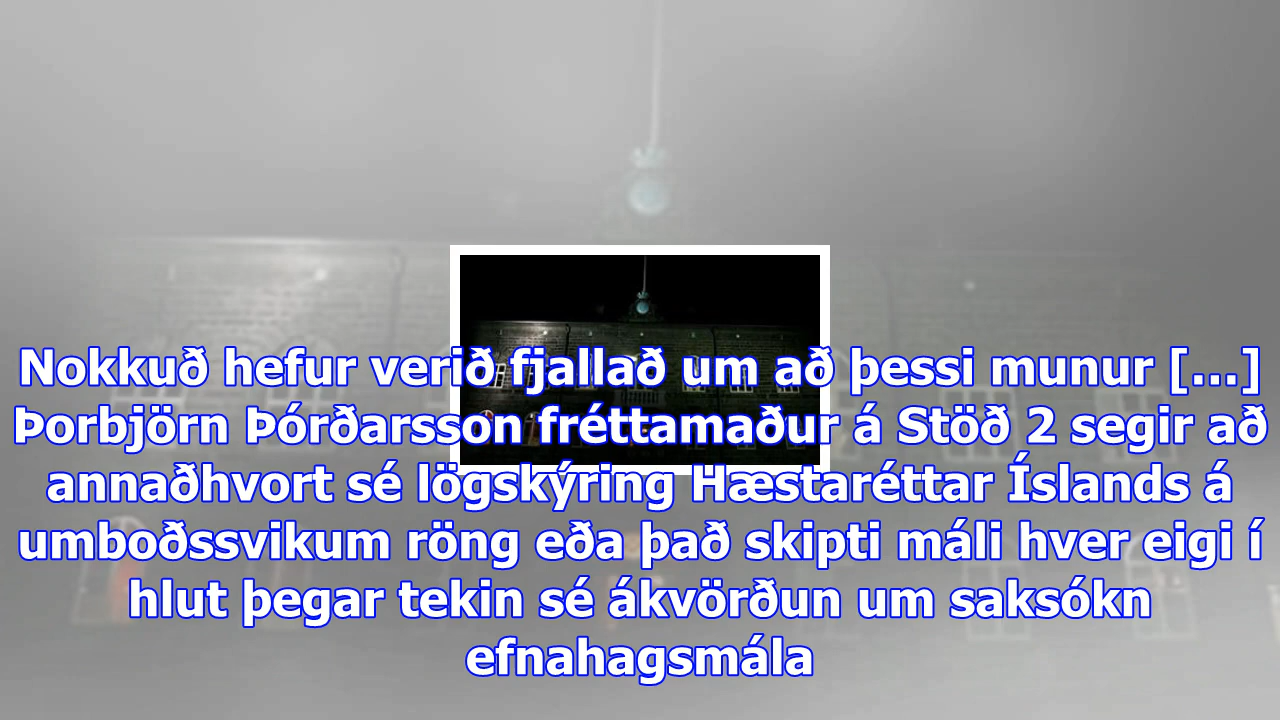 Nokkuð hefur verið fjallað um að þessi munur [...]
Þorbjörn Þórðarsson fréttamaður á Stöð 2 segir að
annaðhvort sé lögskýring Hæstaréttar Íslands á
umboðssvikum röng eða það skipti máli hver eigi í
hlut þegar tekin sé ákvörðun um saksókn
efnahagsmála